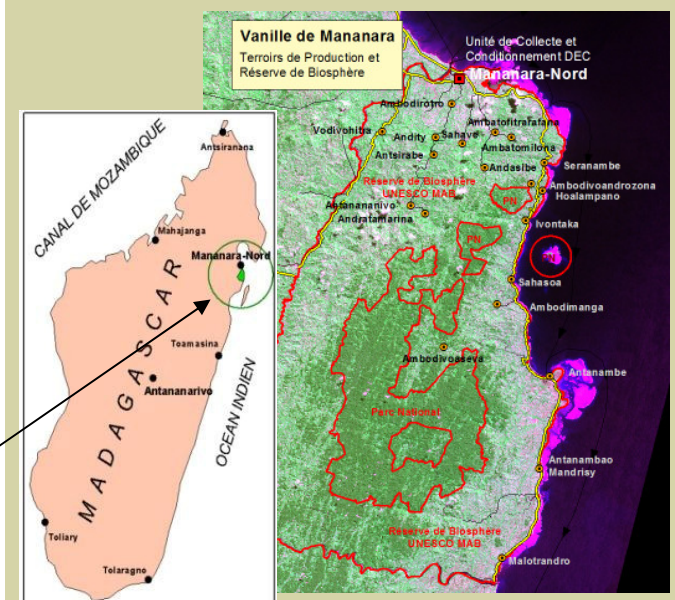 Vanille de Mananara
Terroirs de Production et
Réserve de Biosphère
Unité de Collecte et
Conditionnement DEC
Mananara-Nord
Ambodirotro
Vodivohitra
Andity
Sahave
Ambatofitrarafana
Ambatomilona
Antsirabe
Andasibe
Seranambe
Réserve de Biosphère
UNESCO MAB
PN
Ambodivoandrozona
Hoalampano
Antanananivo
Andratamarina
Ivontaka
PN
Sahasoa
Ambodimanga
Ambodivoaseva
Antanambe
Parc National
Antanambao
Mandrisy
Réserve de Biosphère
UNESCO MAB
Malotrandro
CANAL DE MOZAMBIQUE
Antsiranana
Mahajanga
Mananara-Nord
MADAGASCAR
Toamasina
Antananarivo
OCEAN INDIEN
Toliary
Tolaragno